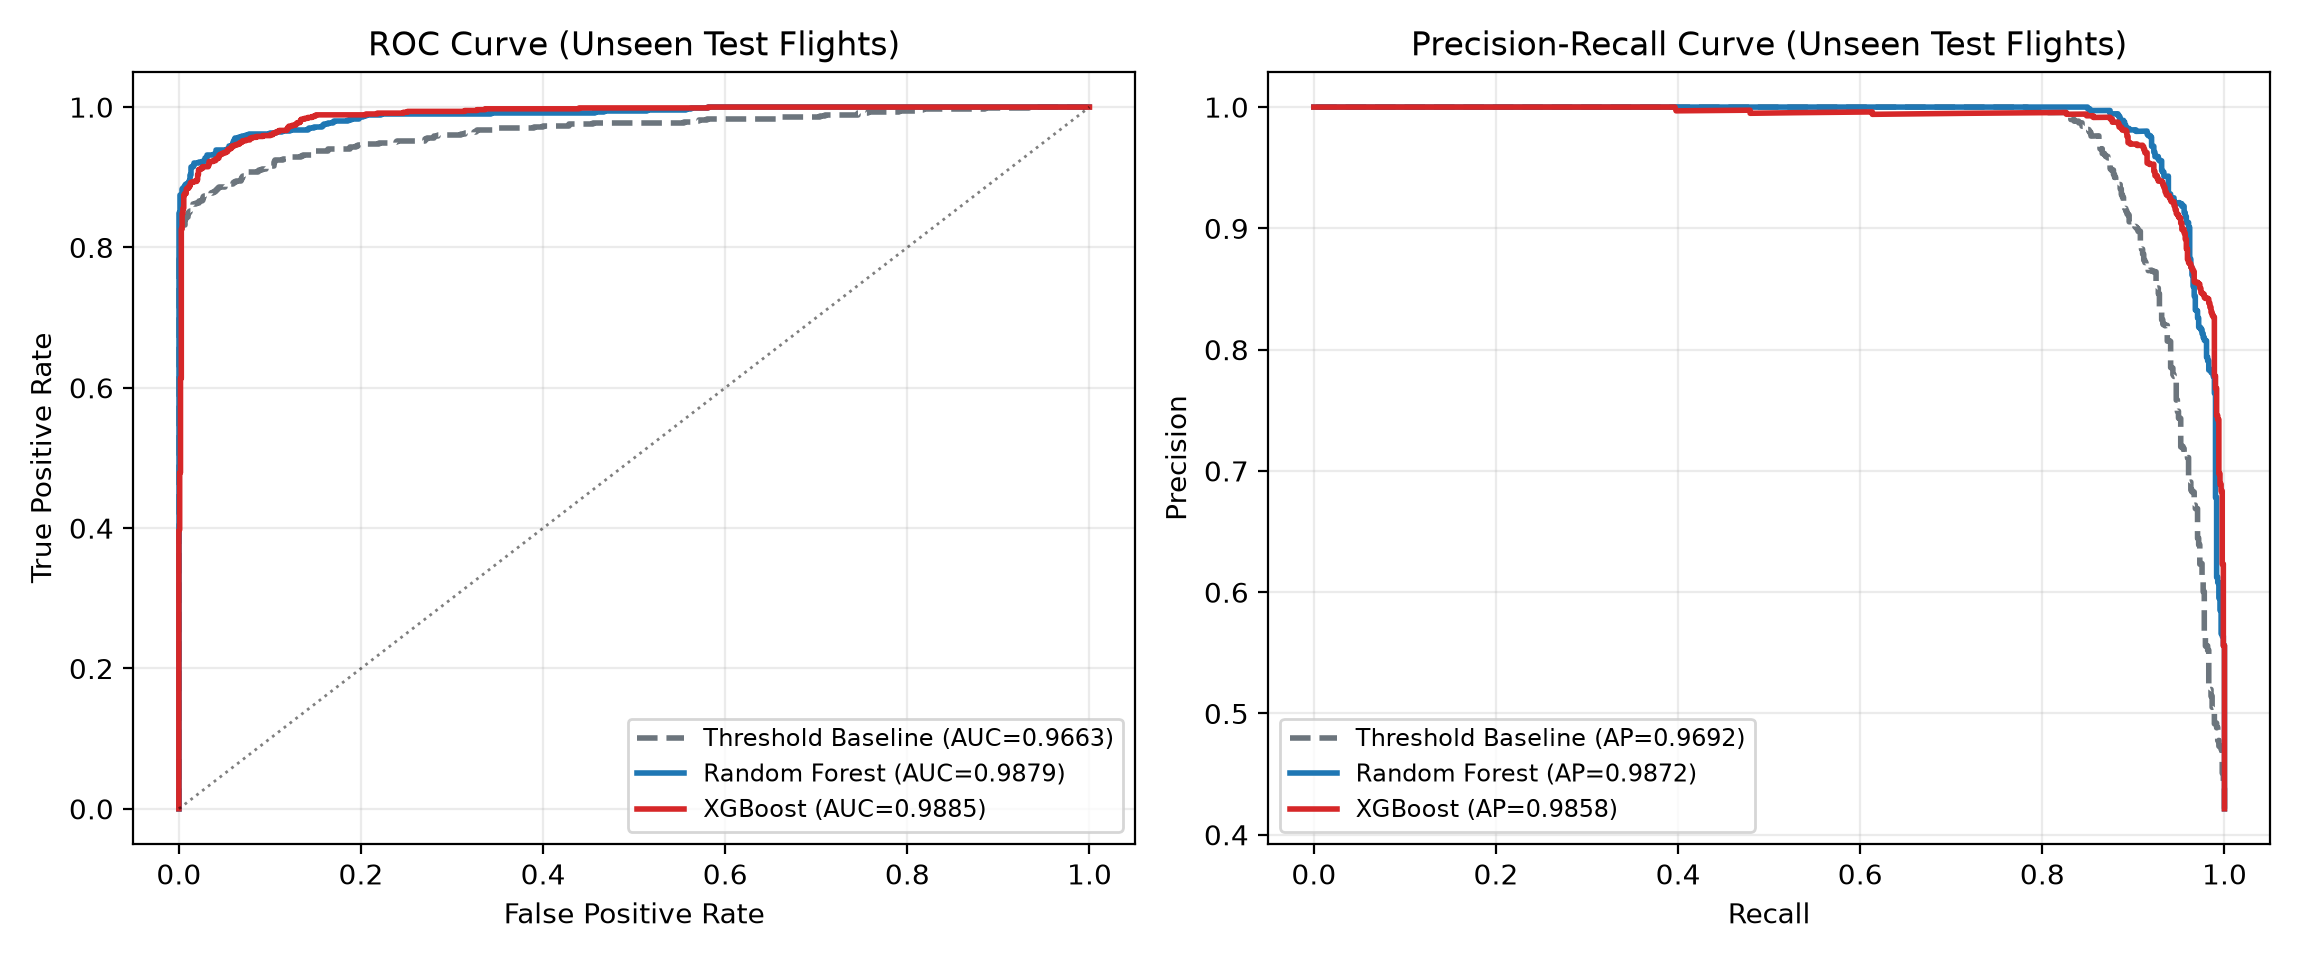 ROC Curve (Unseen Test Flights)
True Positive Rate
1.0
0.8
0.6
0.4
0.2
0.0
Threshold Baseline (AUC=0.9663)
Random Forest (AUC=0.9879)
XGBoost (AUC=0.9885)
0.0 0.2 0.4 0.6 0.8 1.0
False Positive Rate
Precision-Recall Curve (Unseen Test Flights)
Precision
1.0
0.9
0.8
0.7
0.6
0.5
0.4
Threshold Baseline (AP=0.9692)
Random Forest (AP=0.9872)
XGBoost (AP=0.9858)
0.0 0.2 0.4 0.6 0.8 1.0
Recall